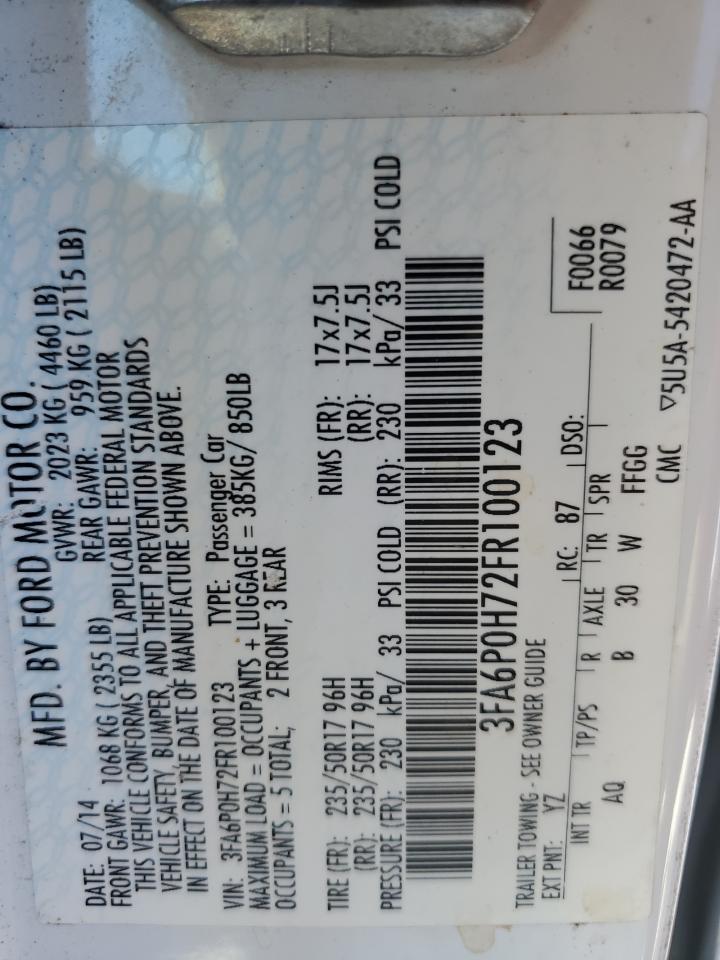 MFD. BY FORD MOTOR CO.
DATE: 07/14 GVWR: 2023 KG ( 4460 LB)
FRONT GAWR: 1068 KG ( 2355 LB) REAR GAWR: 959 KG ( 2115 LB)
THIS VEHICLE CONFORMS TO ALL APPLICABLE FEDERAL MOTOR
VEHICLE SAFETY, BUMPER, AND THEFT PREVENTION STANDARDS
IN EFFECT ON THE DATE OF MANUFACTURE SHOWN ABOVE.
VIN: 3FA6P0H72FR100123 TYPE: Passenger Car
MAXIMUM LOAD = OCCUPANTS + LUGGAGE = 385KG/ 850LB
OCCUPANTS = 5 TOTAL; 2 FRONT, 3 REAR
TIRE (FR): 235/50R17 96H RIMS (FR): 17x7.5J
(RR): 235/50R17 96H (RR): 17x7.5J
PRESSURE (FR): 230 kPa/ 33 PSI COLD (RR): 230 kPa/ 33 PSI COLD
3FA6P0H72FR100123
TRAILER TOWING - SEE OWNER GUIDE
EXT PNT: YZ RC: 87 DSO: F0066
R0079
INT TR TP/PS R AXLE TR SPR
AQ B 30 W FFGG
CMC ▽5U5A-5420472-AA